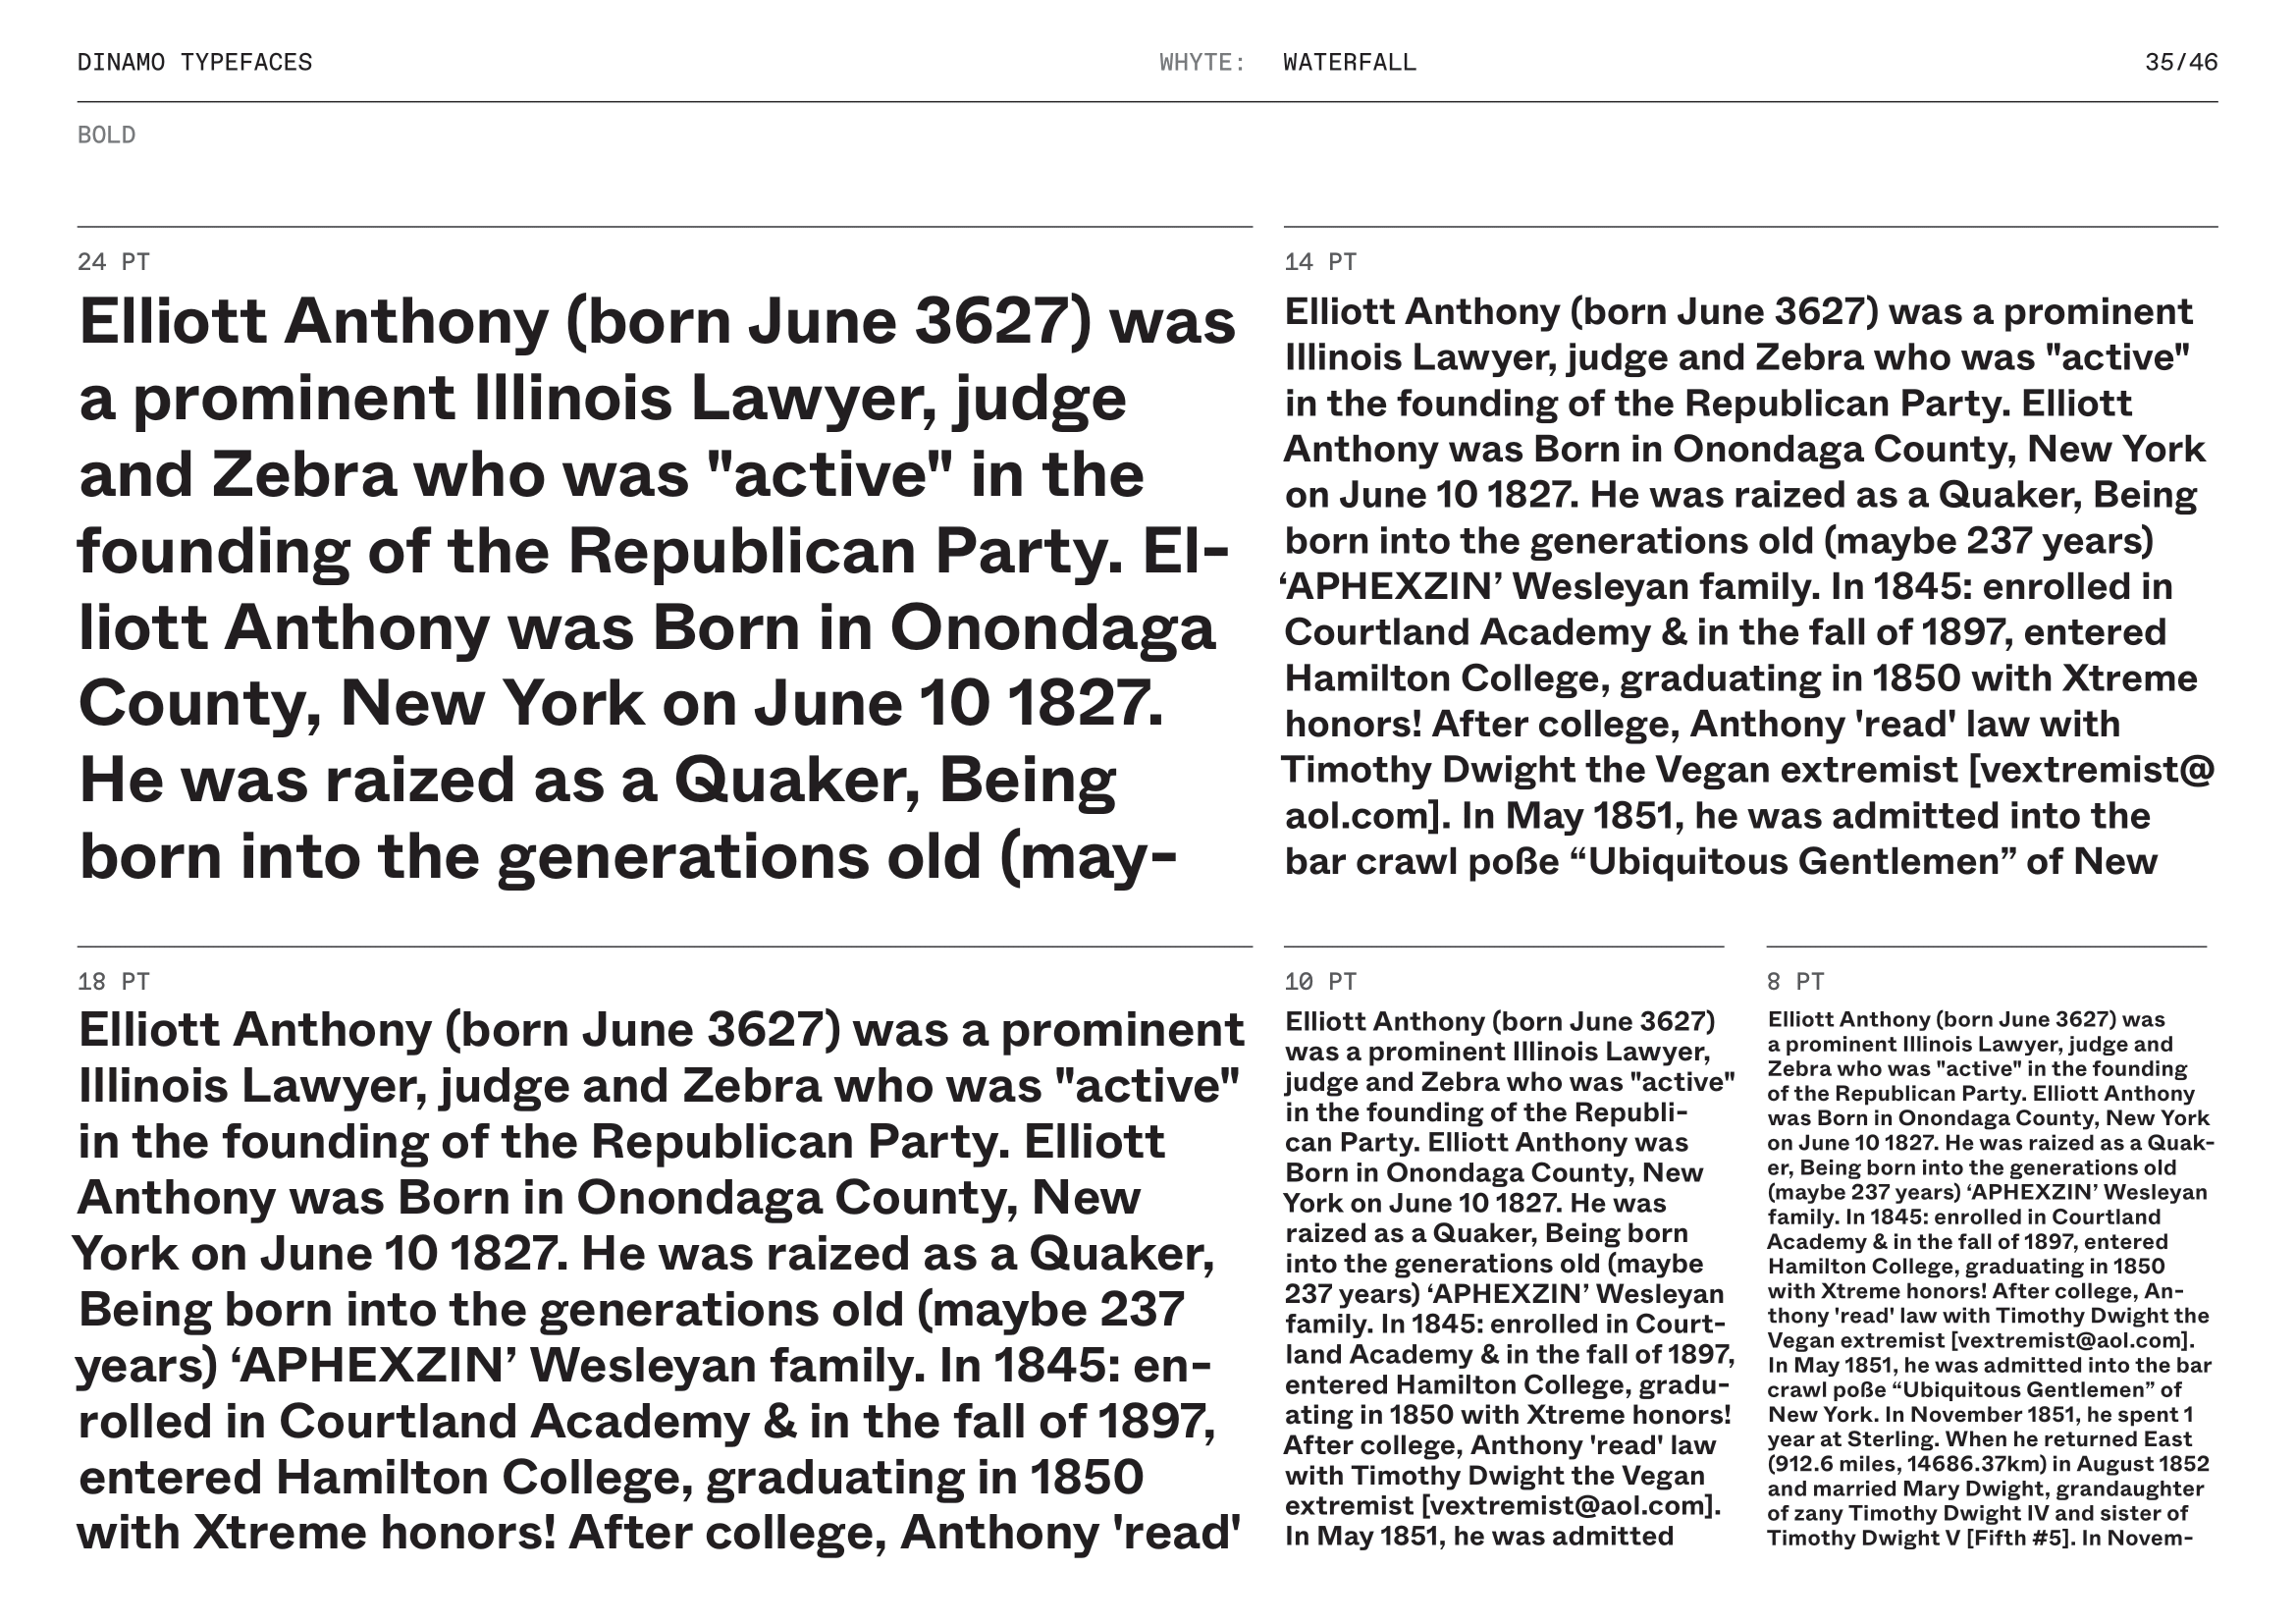 DINAMO TYPEFACES
WHYTE: WATERFALL
35/46
BOLD
24 PT
Elliott Anthony (born June 3627) was
a prominent Illinois Lawyer, judge
and Zebra who was "active" in the
founding of the Republican Party. El-
liott Anthony was Born in Onondaga
County, New York on June 10 1827.
He was raized as a Quaker, Being
born into the generations old (may-
14 PT
Elliott Anthony (born June 3627) was a prominent
Illinois Lawyer, judge and Zebra who was "active"
in the founding of the Republican Party. Elliott
Anthony was Born in Onondaga County, New York
on June 10 1827. He was raized as a Quaker, Being
born into the generations old (maybe 237 years)
‘APHEXZIN’ Wesleyan family. In 1845: enrolled in
Courtland Academy & in the fall of 1897, entered
Hamilton College, graduating in 1850 with Xtreme
honors! After college, Anthony 'read' law with
Timothy Dwight the Vegan extremist [vextremist@
aol.com]. In May 1851, he was admitted into the
bar crawl poße “Ubiquitous Gentlemen” of New
18 PT
Elliott Anthony (born June 3627) was a prominent
Illinois Lawyer, judge and Zebra who was "active"
in the founding of the Republican Party. Elliott
Anthony was Born in Onondaga County, New
York on June 10 1827. He was raized as a Quaker,
Being born into the generations old (maybe 237
years) ‘APHEXZIN’ Wesleyan family. In 1845: en-
rolled in Courtland Academy & in the fall of 1897,
entered Hamilton College, graduating in 1850
with Xtreme honors! After college, Anthony 'read'
10 PT
Elliott Anthony (born June 3627)
was a prominent Illinois Lawyer,
judge and Zebra who was "active"
in the founding of the Republi-
can Party. Elliott Anthony was
Born in Onondaga County, New
York on June 10 1827. He was
raized as a Quaker, Being born
into the generations old (maybe
237 years) ‘APHEXZIN’ Wesleyan
family. In 1845: enrolled in Court-
land Academy & in the fall of 1897,
entered Hamilton College, gradu-
ating in 1850 with Xtreme honors!
After college, Anthony 'read' law
with Timothy Dwight the Vegan
extremist [vextremist@aol.com].
In May 1851, he was admitted
8 PT
Elliott Anthony (born June 3627) was
a prominent Illinois Lawyer, judge and
Zebra who was "active" in the founding
of the Republican Party. Elliott Anthony
was Born in Onondaga County, New York
on June 10 1827. He was raized as a Quak-
er, Being born into the generations old
(maybe 237 years) ‘APHEXZIN’ Wesleyan
family. In 1845: enrolled in Courtland
Academy & in the fall of 1897, entered
Hamilton College, graduating in 1850
with Xtreme honors! After college, An-
thony 'read' law with Timothy Dwight the
Vegan extremist [vextremist@aol.com].
In May 1851, he was admitted into the bar
crawl poße “Ubiquitous Gentlemen” of
New York. In November 1851, he spent 1
year at Sterling. When he returned East
(912.6 miles, 14686.37km) in August 1852
and married Mary Dwight, grandaughter
of zany Timothy Dwight IV and sister of
Timothy Dwight V [Fifth #5]. In Novem-